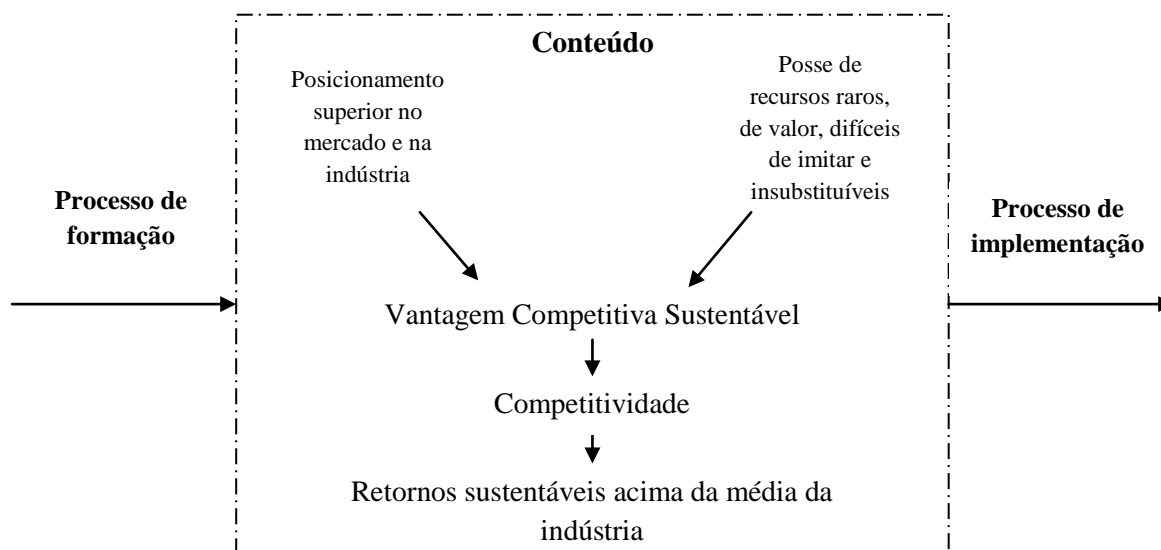 Conteúdo
Posicionamento
superior no
mercado e na
indústria
Posse de
recursos raros,
de valor, difíceis
de imitar e
insubstituíveis
Processo de
formação
Processo de
implementação
Vantagem Competitiva Sustentável
Competitividade
Retornos sustentáveis acima da média da
indústria